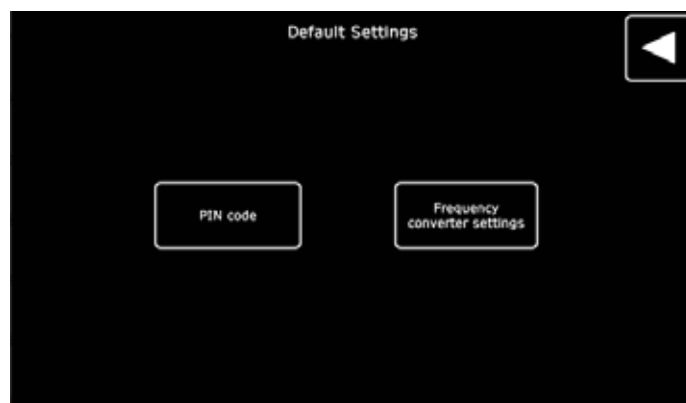 Default Settings
PIN code
Frequency
converter settings